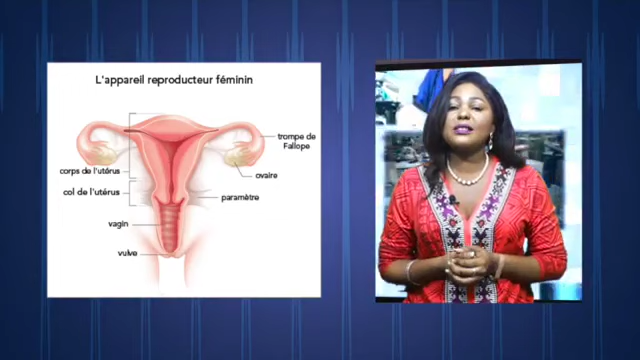 L'appareil reproducteur féminin
trompe de
Fallope
corps de l'utérus
ovaire
col de l'utérus
paramètre
vagin
vulve